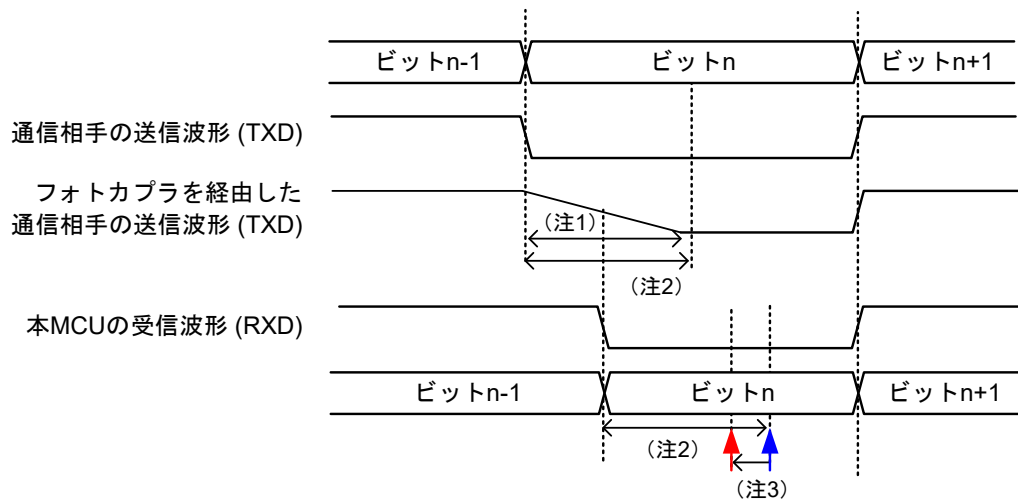 ビットn-1 ビットn ビットn+1
通信相手の送信波形 (TXD)
フォトカプラを経由した
通信相手の送信波形 (TXD)
（注1）
（注2）
本MCUの受信波形 (RXD)
ビットn-1 ビットn ビットn+1
（注2）
（注3）